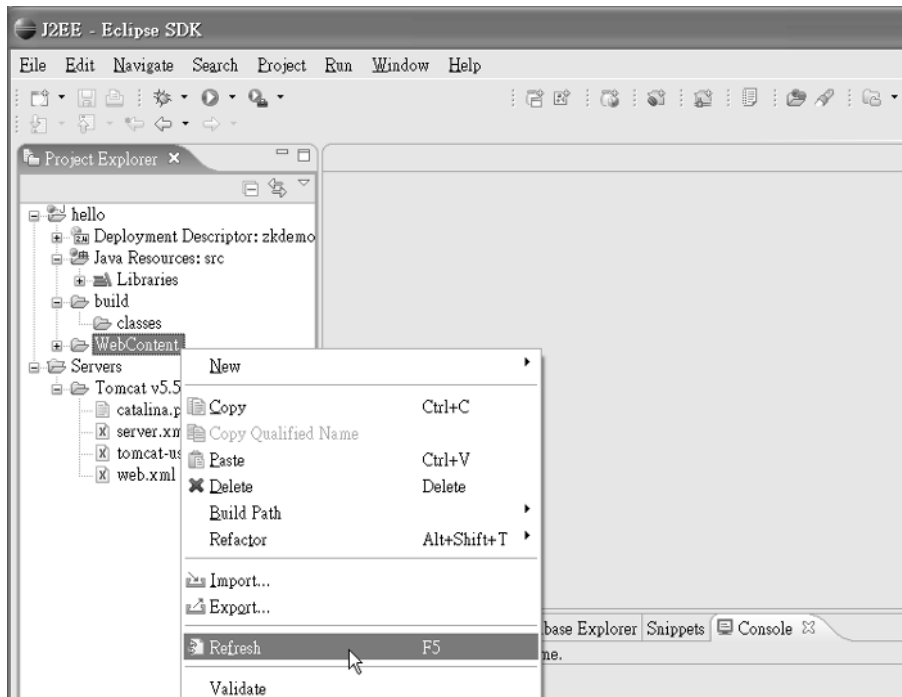 J2EE - Eclipse SDK
File Edit Navigate Search Project Run Window Help
Project Explorer
hello
Deployment Descriptor: zkdemo
Java Resources: src
Libraries
build
classes
WebContent
Servers
Tomcat v5.5
catalina.p
server.xm
tomcat-us
web.xml
New
Copy Ctrl+C
Copy Qualified Name
Paste Ctrl+V
Delete Delete
Build Path
Refactor Alt+Shift+T
Import...
Export...
Refresh F5
Validate
base Explorer Snippets Console
me.